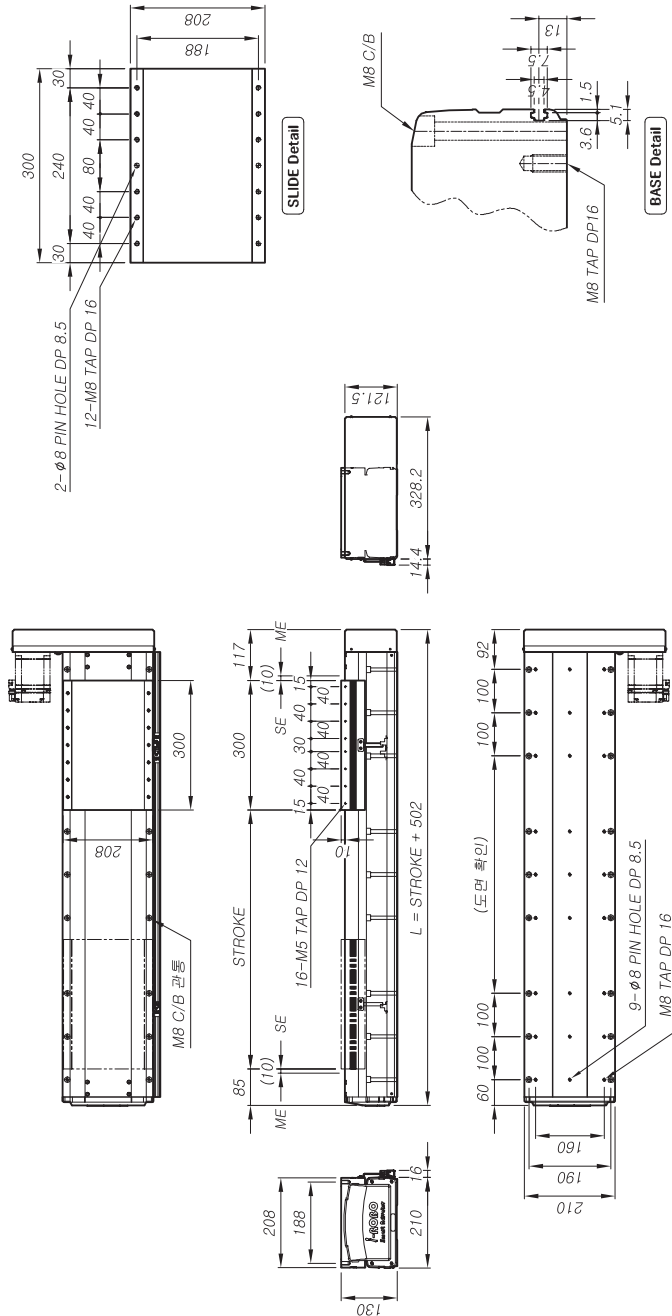 2-ϕ8 PIN HOLE DP 8.5
12-M8 TAP DP 16
300
30
240
30
40
40
80
40
40
208
188
SLIDE Detail
M8 C/B
M8 TAP DP16
13
7.5
4.5
1.5
5.1
3.6
BASE Detail
208
300
M8 C/B 관통
121.5
328.2
14.4
85
STROKE
300
117
ME
(10)
SE
SE
(10)
ME
15
40
40
40
30
40
40
40
15
10
16-M5 TAP DP 12
L = STROKE + 502
208
188
130
210
16
i-ROBO
60
100
100
(도면 확인)
100
100
92
9-ϕ8 PIN HOLE DP 8.5
M8 TAP DP 16
160
190
210